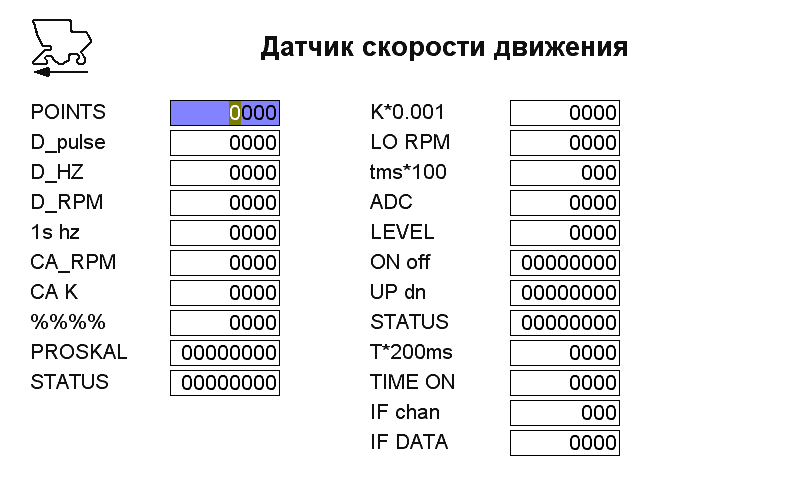 Датчик скорости движения
POINTS 0000 K*0.001 0000
D_pulse 0000 LO RPM 0000
D_HZ 0000 tms*100 000
D_RPM 0000 ADC 0000
1s hz 0000 LEVEL 0000
CA_RPM 0000 ON off 00000000
CA K 0000 UP dn 00000000
%%%% 0000 STATUS 00000000
PROSKAL 00000000 T*200ms 0000
STATUS 00000000 TIME ON 0000
IF chan 000
IF DATA 0000